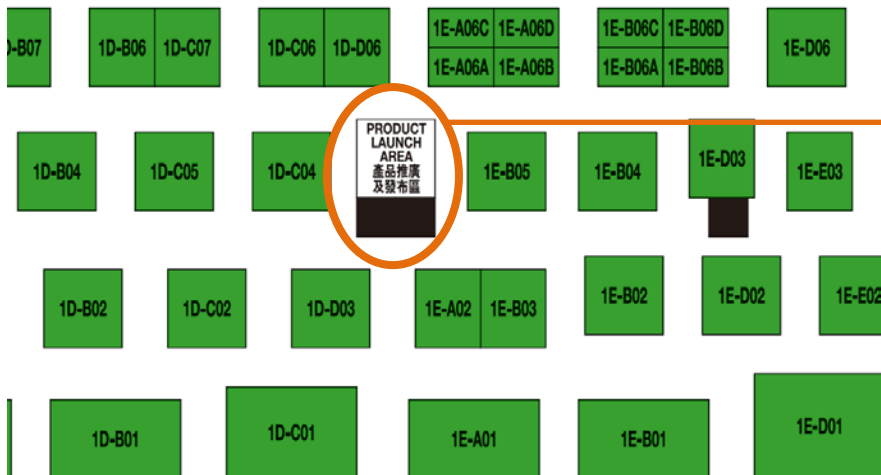 1E-A06C 1E-A06D 1E-B06C 1E-B06D
D-B07 1D-B06 1D-C07 1D-C06 1D-D06 1E-D06
1E-A06A 1E-A06B 1E-B06A 1E-B06B
PRODUCT
LAUNCH
AREA
產品推廣
及發布區
1D-B04 1D-C05 1D-C04 1E-B05 1E-B04 1E-D03 1E-E03
1D-B02 1D-C02 1D-D03 1E-A02 1E-B03 1E-B02 1E-D02 1E-E02
1D-B01 1D-C01 1E-A01 1E-B01 1E-D01